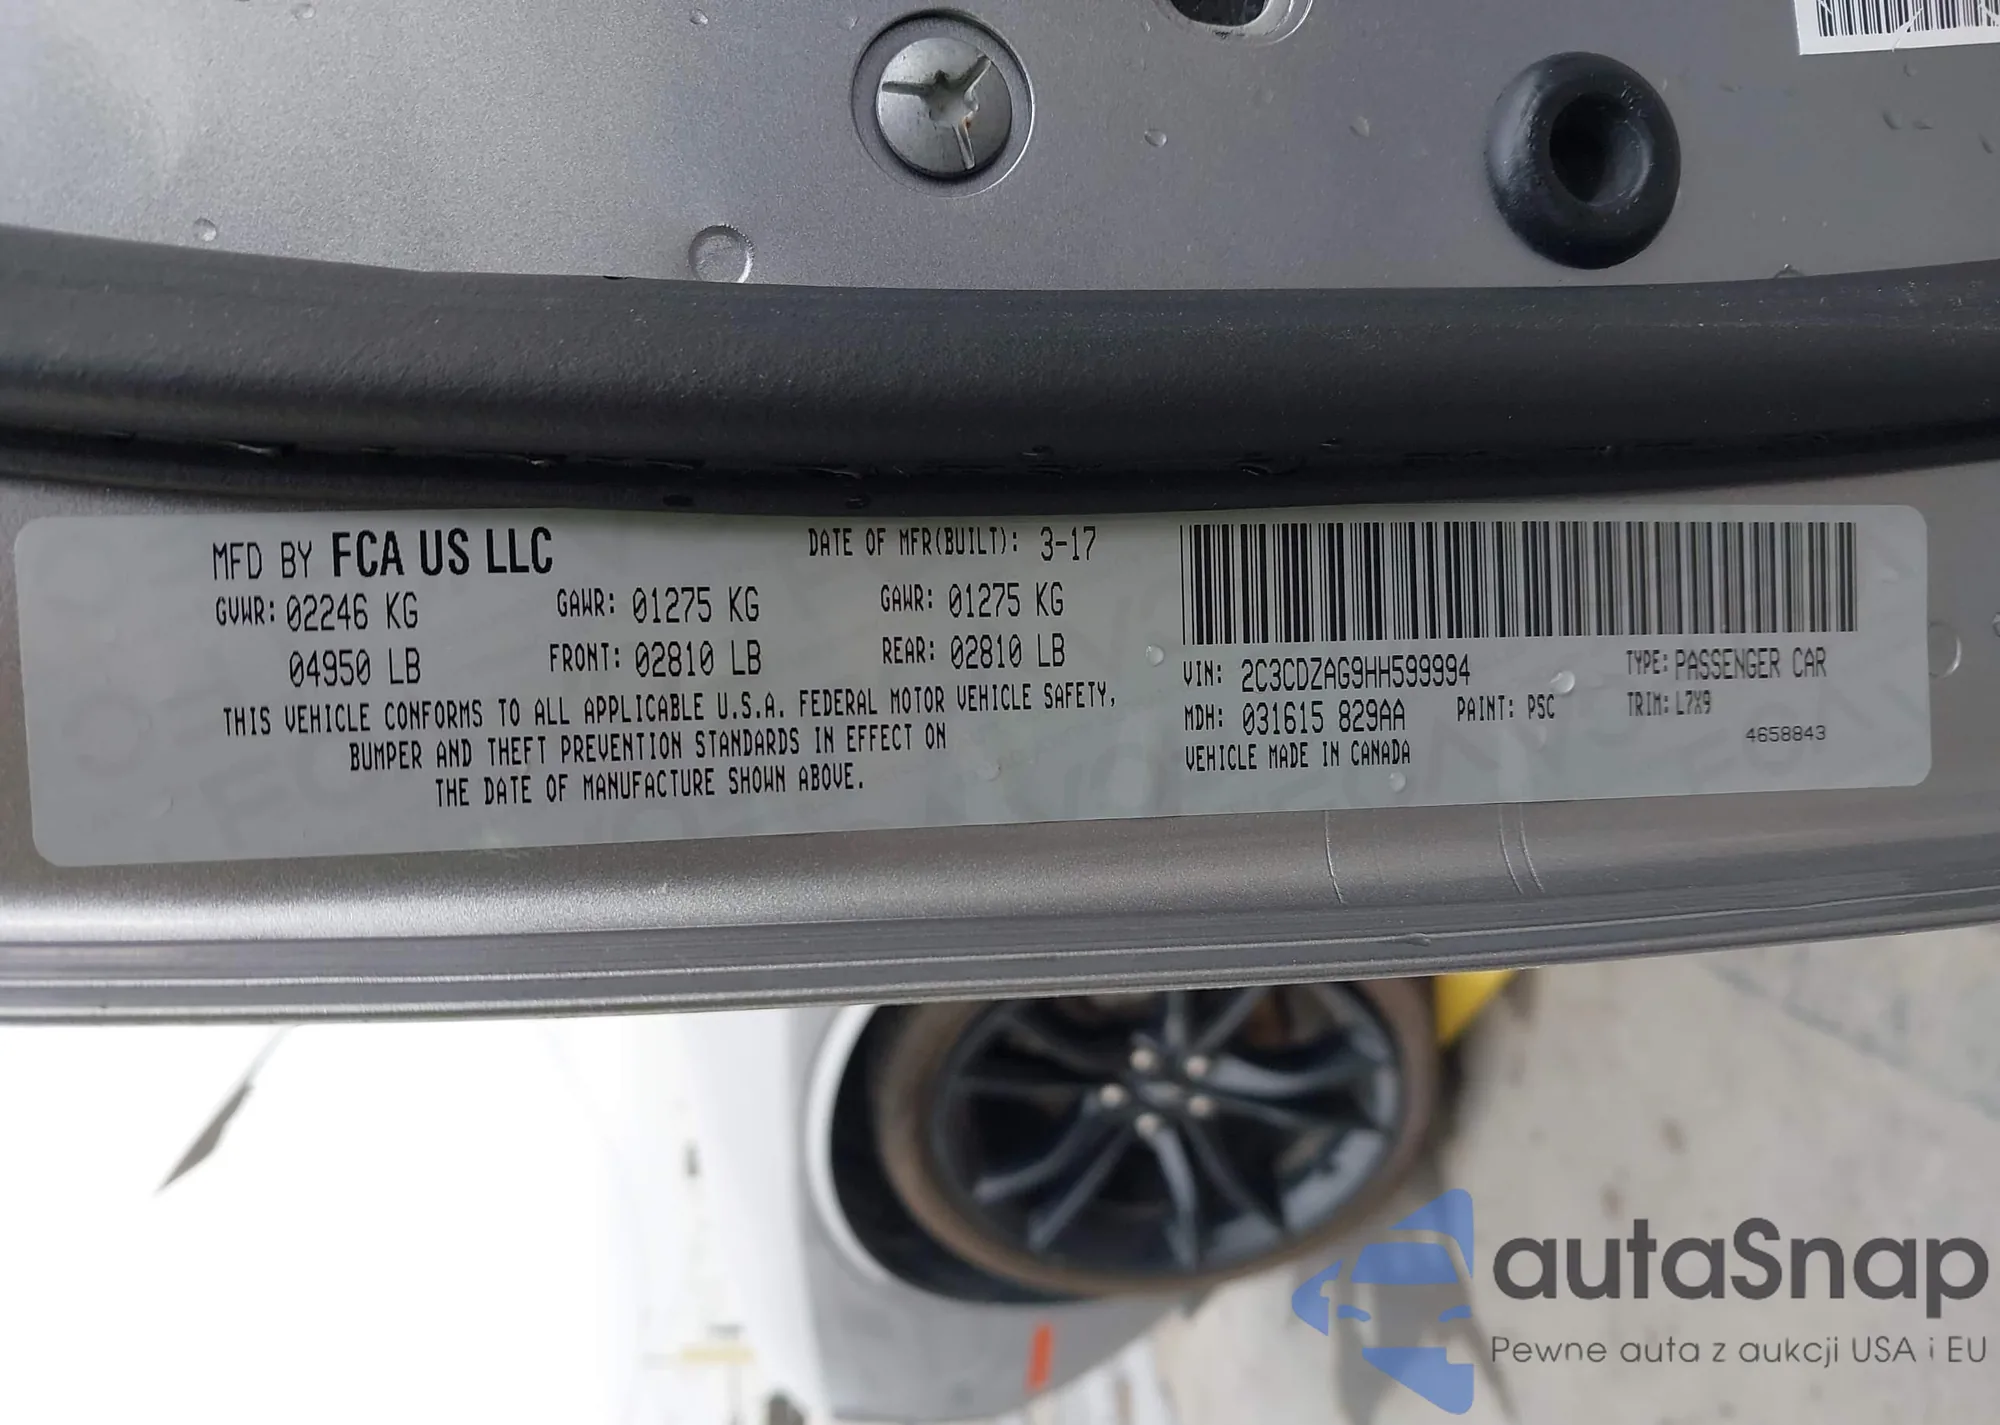 MFD BY FCA US LLC
DATE OF MFR(BUILT): 3-17
GVWR: 02246 KG
04950 LB
GAWR: 01275 KG
FRONT: 02810 LB
GAWR: 01275 KG
REAR: 02810 LB
THIS VEHICLE CONFORMS TO ALL APPLICABLE U.S.A. FEDERAL MOTOR VEHICLE SAFETY,
BUMPER AND THEFT PREVENTION STANDARDS IN EFFECT ON
THE DATE OF MANUFACTURE SHOWN ABOVE.
VIN: 2C3CDZAG9HH599994
TYPE: PASSENGER CAR
MDH: 031615 829AA
PAINT: PSC
TRIM: L7X9
VEHICLE MADE IN CANADA
4658843
autaSnap
Pewne auta z aukcji USA i EU